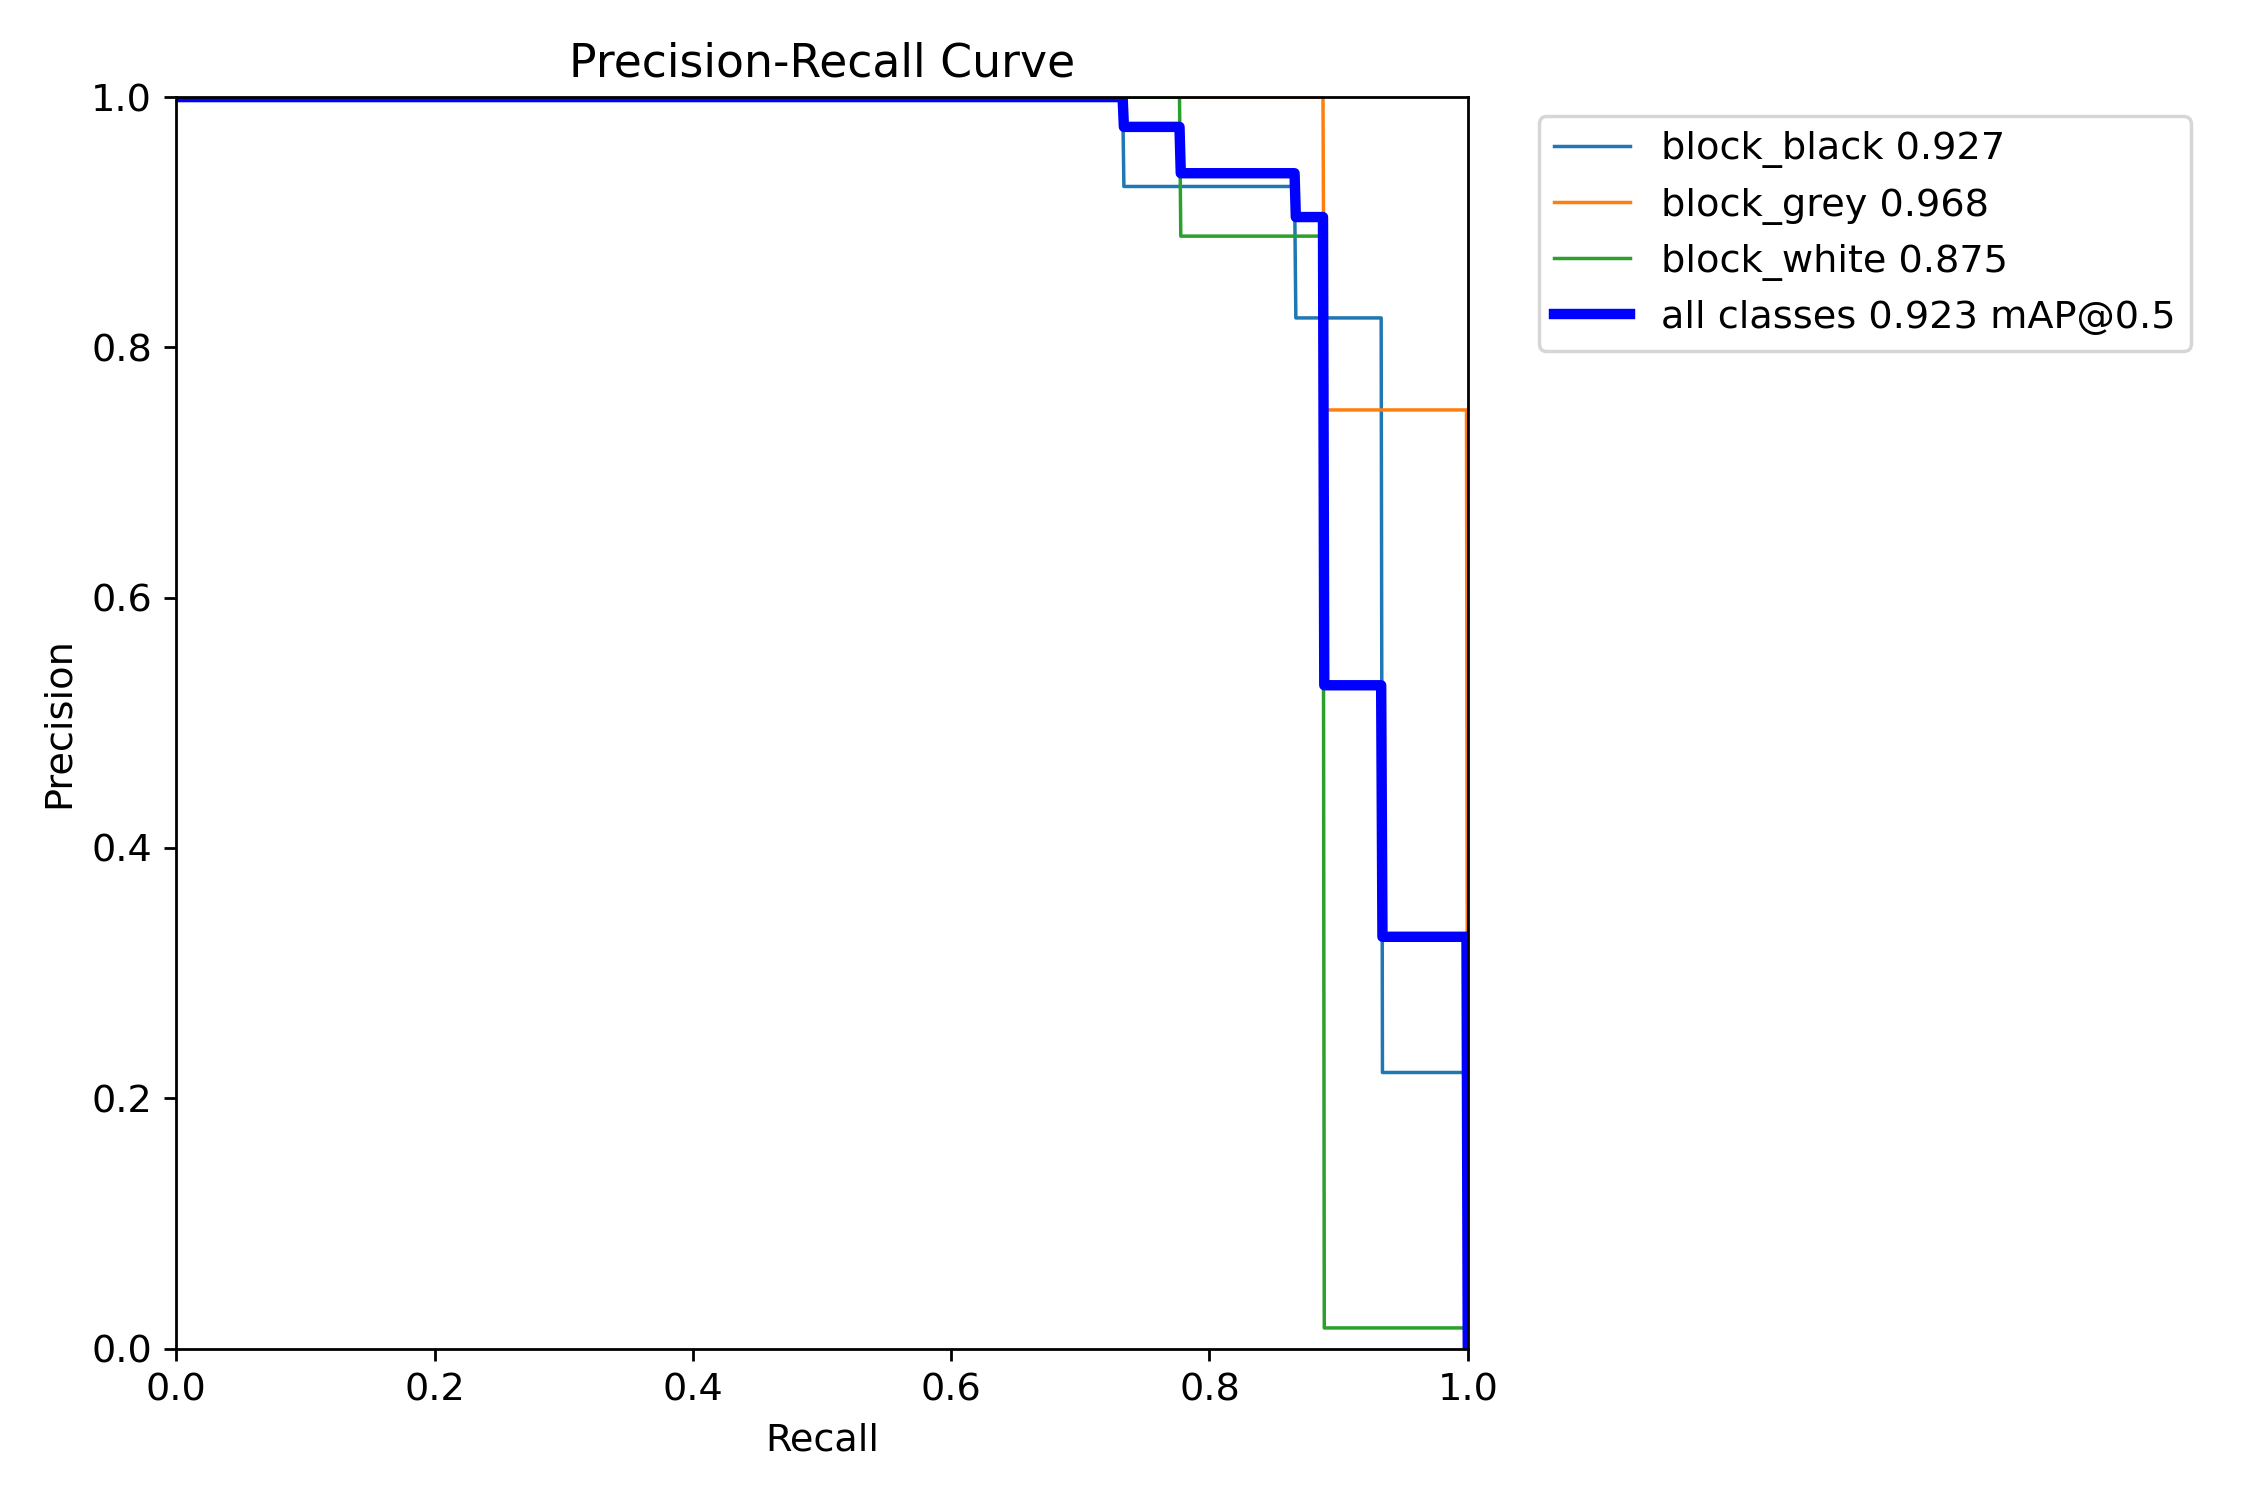 Precision-Recall Curve
block_black 0.927
block_grey 0.968
block_white 0.875
all classes 0.923 mAP@0.5
Precision
1.0
0.8
0.6
0.4
0.2
0.0
0.0 0.2 0.4 0.6 0.8 1.0
Recall